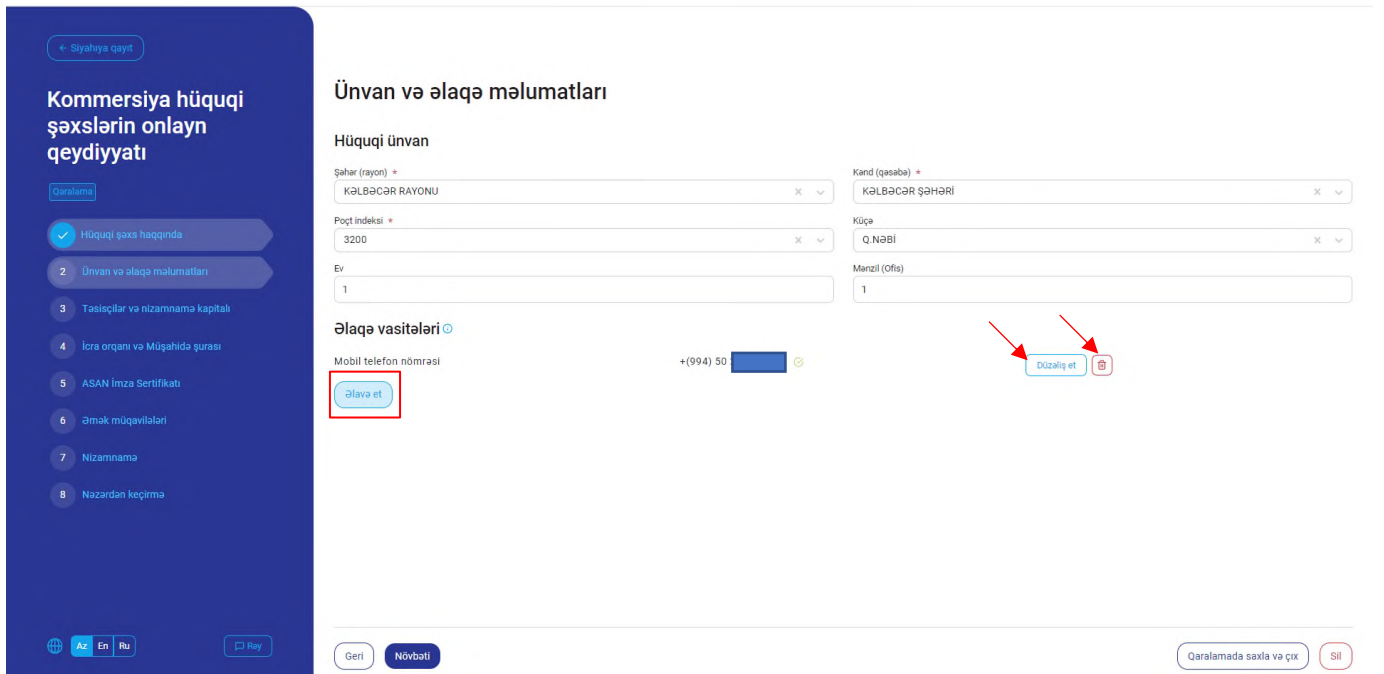 ← Siyahıya qayıt
Kommersiya hüquqi
şəxslərin onlayn
qeydiyyatı
Qaralama
Hüquqi şəxs haqqında
2 Ünvan və əlaqə məlumatları
3 Təsisçilər və nizamnamə kapitalı
4 İcra orqanı və Müşahidə şurası
5 ASAN İmza Sertifikatı
6 Əmək müqavilələri
7 Nizamnamə
8 Nəzərdən keçirmə
Az En Ru
Rəy
Ünvan və əlaqə məlumatları
Hüquqi ünvan
Şəhər (rayon) *
Kənd (qəsəbə) *
KƏLBƏCƏR RAYONU
KƏLBƏCƏR ŞƏHƏRİ
Poçt indeksi *
Küçə
3200
Q.NƏBİ
Ev
Mənzil (Ofis)
1
1
Əlaqə vasitələri
Mobil telefon nömrəsi +(994) 50
Düzəliş et
Əlavə et
Geri
Növbəti
Qaralamada saxla və çıx
Sil